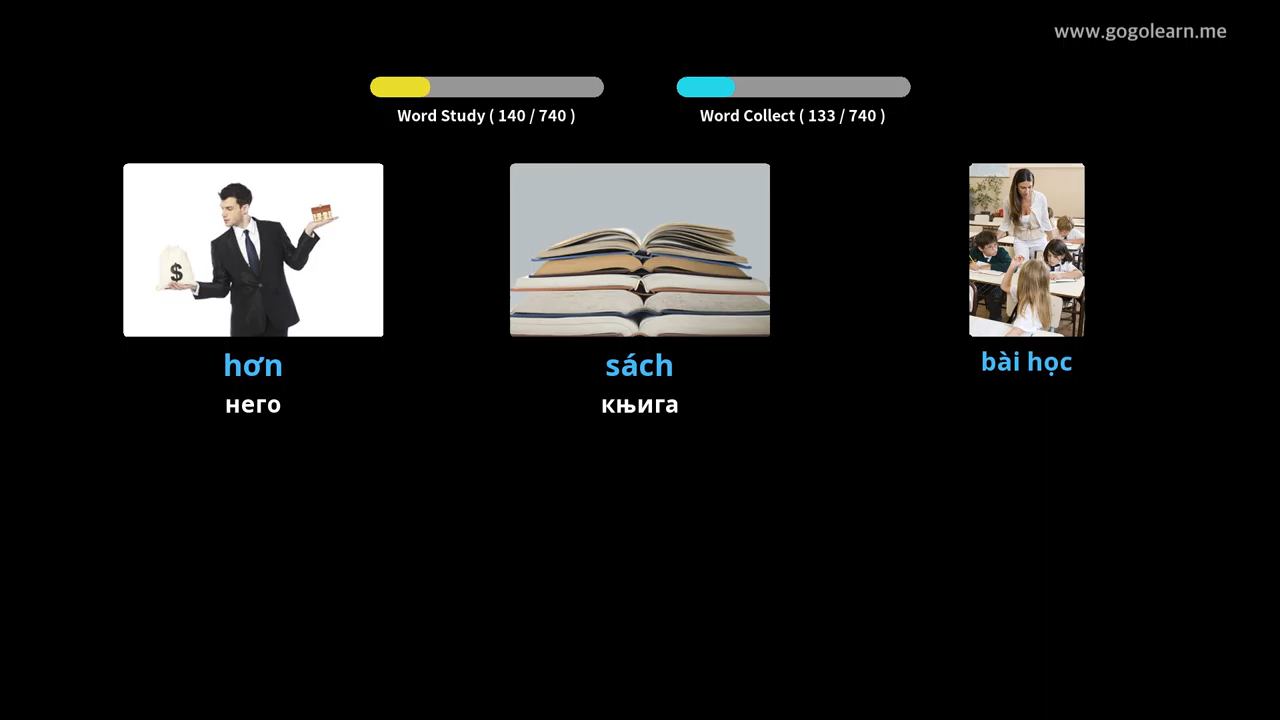 www.gogolearn.me
Word Study ( 140 / 740 )
Word Collect ( 133 / 740 )
$
hơn
него
sách
књига
bài học